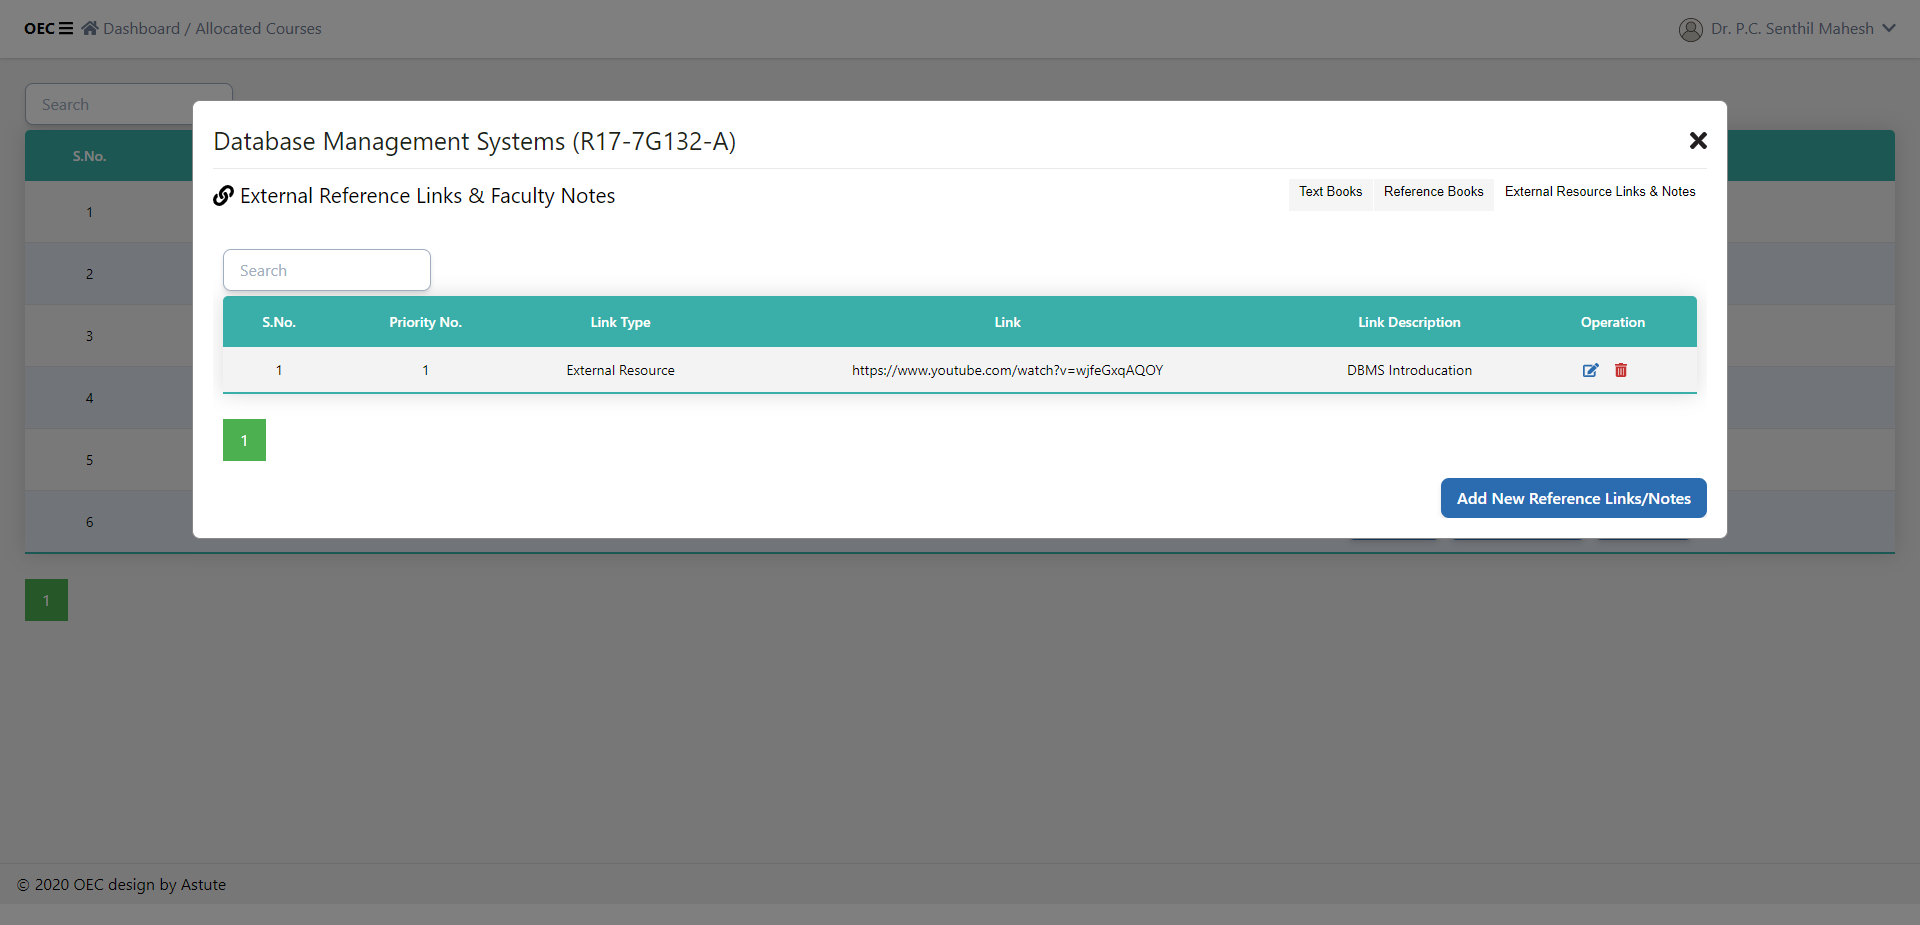 OEC Dashboard / Allocated Courses
Dr. P.C. Senthil Mahesh
Search
S.No.
1
2
3
4
5
6
1
Database Management Systems (R17-7G132-A)
External Reference Links & Faculty Notes
Text Books Reference Books External Resource Links & Notes
Search
S.No. Priority No. Link Type Link Link Description Operation
1 1 External Resource https://www.youtube.com/watch?v=wjfeGxqAQOY DBMS Introducation
1
Add New Reference Links/Notes
© 2020 OEC design by Astute